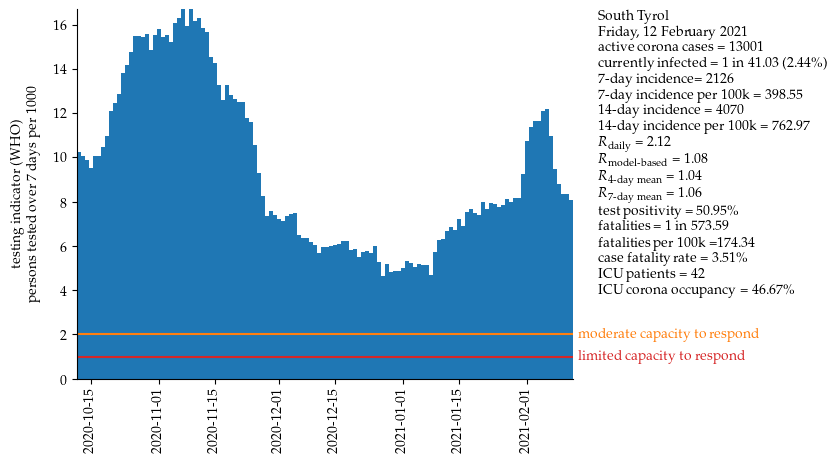 testing indicator (WHO)
persons tested over 7 days per 1000
16
14
12
10
8
6
4
2
0
2020-10-15
2020-11-01
2020-11-15
2020-12-01
2020-12-15
2021-01-01
2021-01-15
2021-02-01
moderate capacity to respond
limited capacity to respond
South Tyrol
Friday, 12 February 2021
active corona cases = 13001
currently infected = 1 in 41.03 (2.44%)
7-day incidence= 2126
7-day incidence per 100k = 398.55
14-day incidence = 4070
14-day incidence per 100k = 762.97
Rdaily = 2.12
Rmodel-based = 1.08
R4-day mean = 1.04
R7-day mean = 1.06
test positivity = 50.95%
fatalities = 1 in 573.59
fatalities per 100k =174.34
case fatality rate = 3.51%
ICU patients = 42
ICU corona occupancy = 46.67%